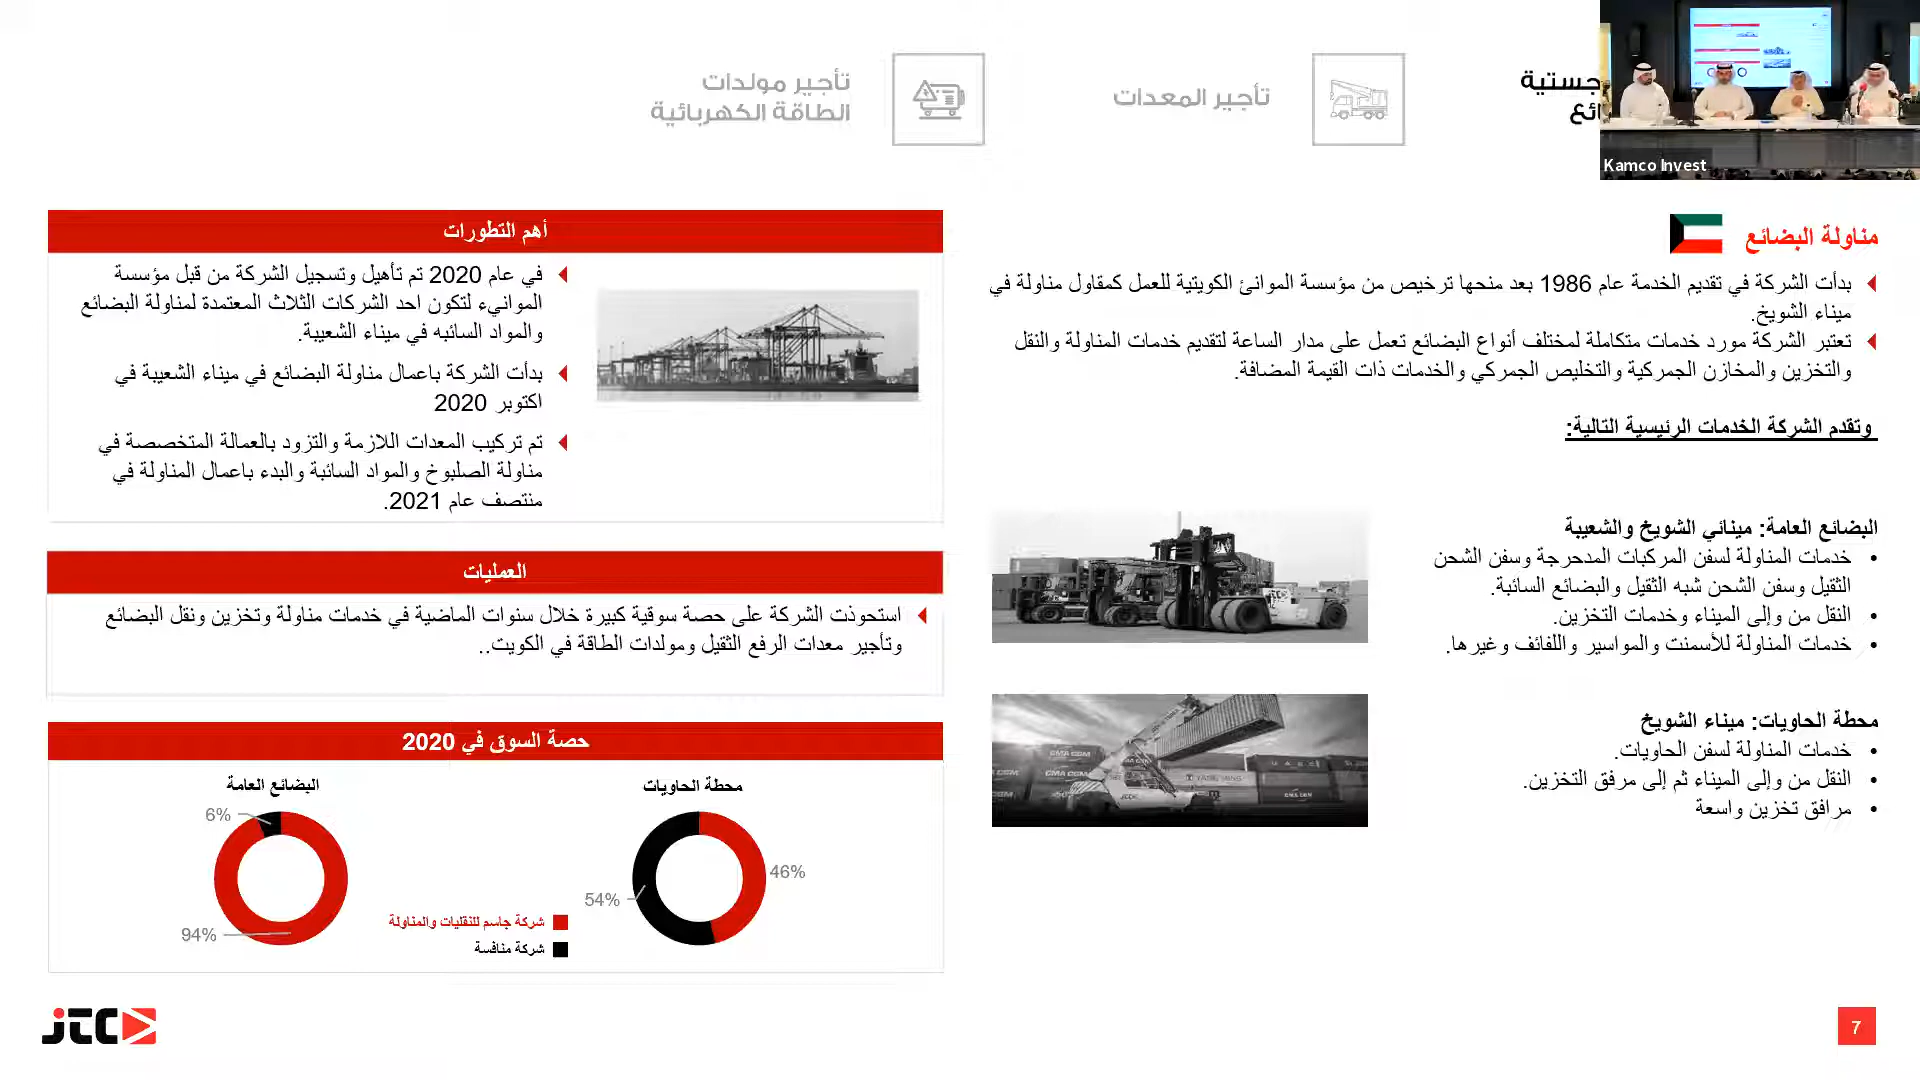 جستية
ئع
تأجير المعدات
تأجير مولدات
الطاقة الكهربائية
Kamco Invest
مناولة البضائع
بدأت الشركة في تقديم الخدمة عام 1986 بعد منحها ترخيص من مؤسسة الموانئ الكويتية للعمل كمقاول مناولة في
ميناء الشويخ.
تعتبر الشركة مورد خدمات متكاملة لمختلف أنواع البضائع تعمل على مدار الساعة لتقديم خدمات المناولة والنقل
والتخزين والمخازن الجمركية والتخليص الجمركي والخدمات ذات القيمة المضافة.
وتقدم الشركة الخدمات الرئيسية التالية:
البضائع العامة: مينائي الشويخ والشعيبة
• خدمات المناولة لسفن المركبات المدحرجة وسفن الشحن
الثقيل وسفن الشحن شبه الثقيل والبضائع السائبة.
• النقل من وإلى الميناء وخدمات التخزين.
• خدمات المناولة للأسمنت والمواسير واللفائف وغيرها.
محطة الحاويات: ميناء الشويخ
• خدمات المناولة لسفن الحاويات.
• النقل من وإلى الميناء ثم إلى مرفق التخزين.
• مرافق تخزين واسعة
أهم التطورات
في عام 2020 تم تأهيل وتسجيل الشركة من قبل مؤسسة
الموانيء لتكون احد الشركات الثلاث المعتمدة لمناولة البضائع
والمواد السائبه في ميناء الشعيبة.
بدأت الشركة باعمال مناولة البضائع في ميناء الشعيبة في
اكتوبر 2020
تم تركيب المعدات اللازمة والتزود بالعمالة المتخصصة في
مناولة الصلبوخ والمواد السائبة والبدء باعمال المناولة في
منتصف عام 2021.
العمليات
استحوذت الشركة على حصة سوقية كبيرة خلال سنوات الماضية في خدمات مناولة وتخزين ونقل البضائع
وتأجير معدات الرفع الثقيل ومولدات الطاقة في الكويت..
حصة السوق في 2020
محطة الحاويات
46%
54%
البضائع العامة
6%
94%
شركة جاسم للنقليات والمناولة
شركة منافسة
JTC
7